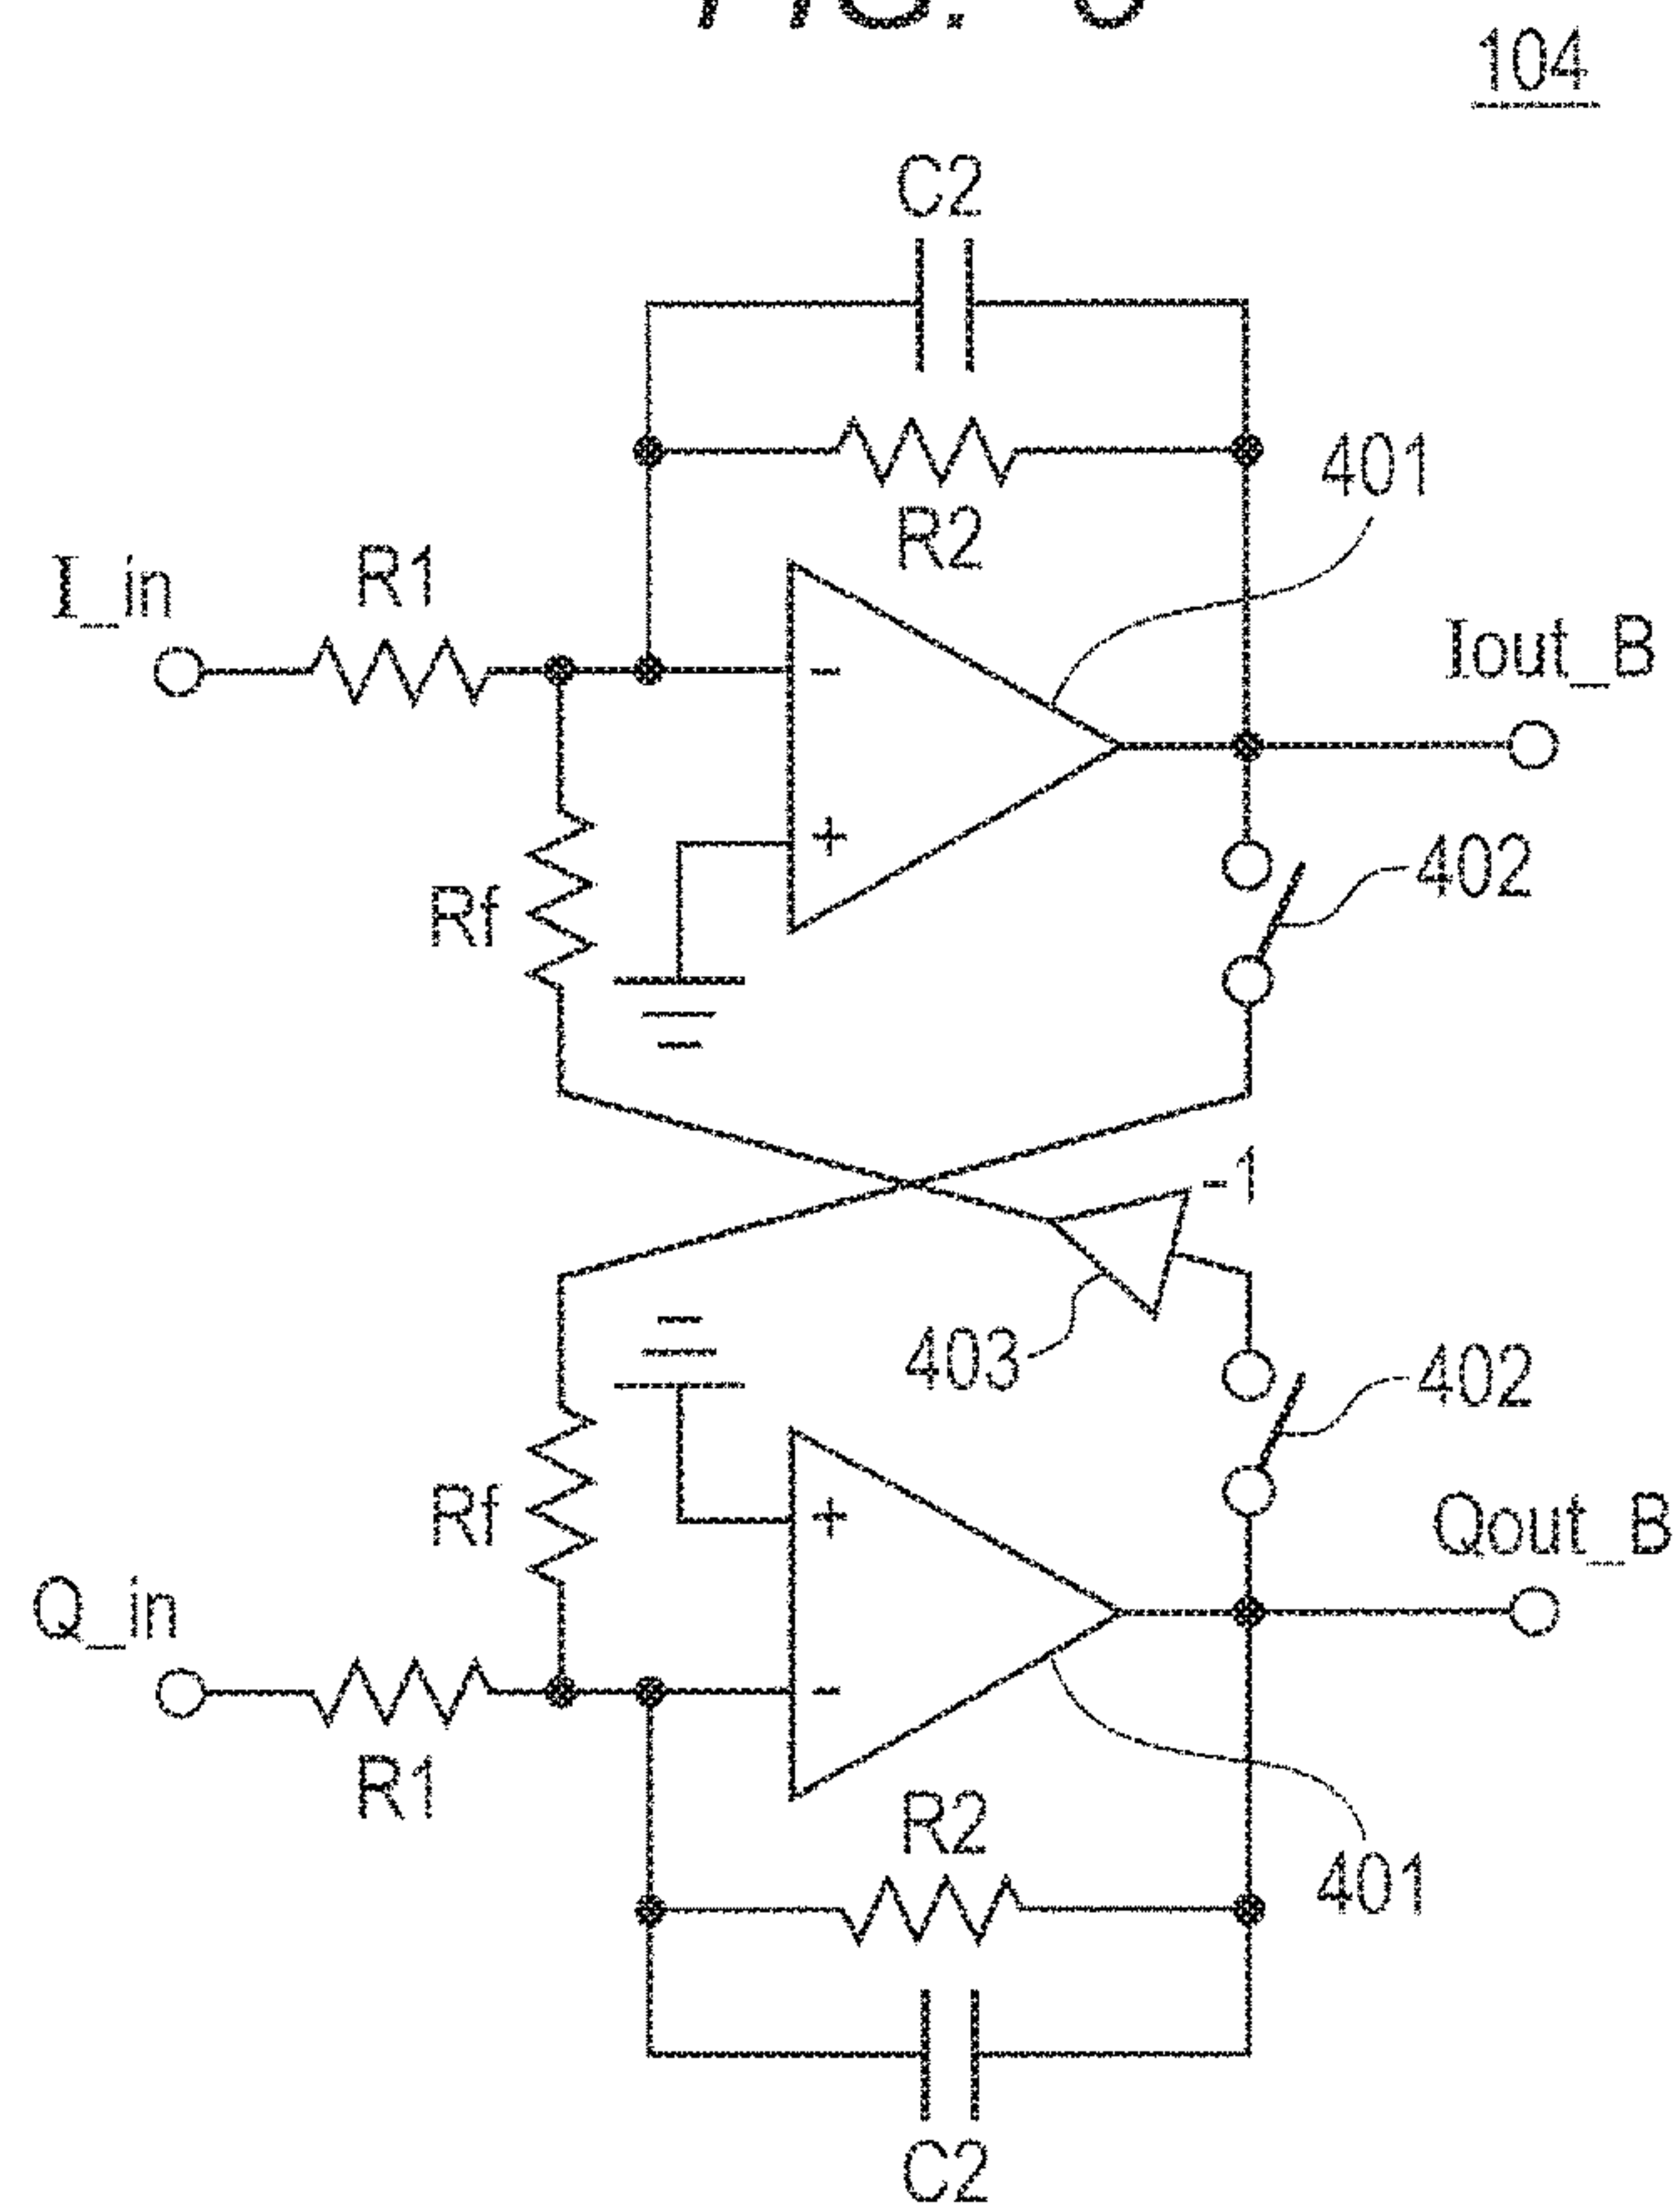 104
C2
R2
401
I_in
R1
Iout_B
-
+
Rf
402
-1
403
402
Rf
+
Qout_B
Q_in
-
R1
R2
401
C2